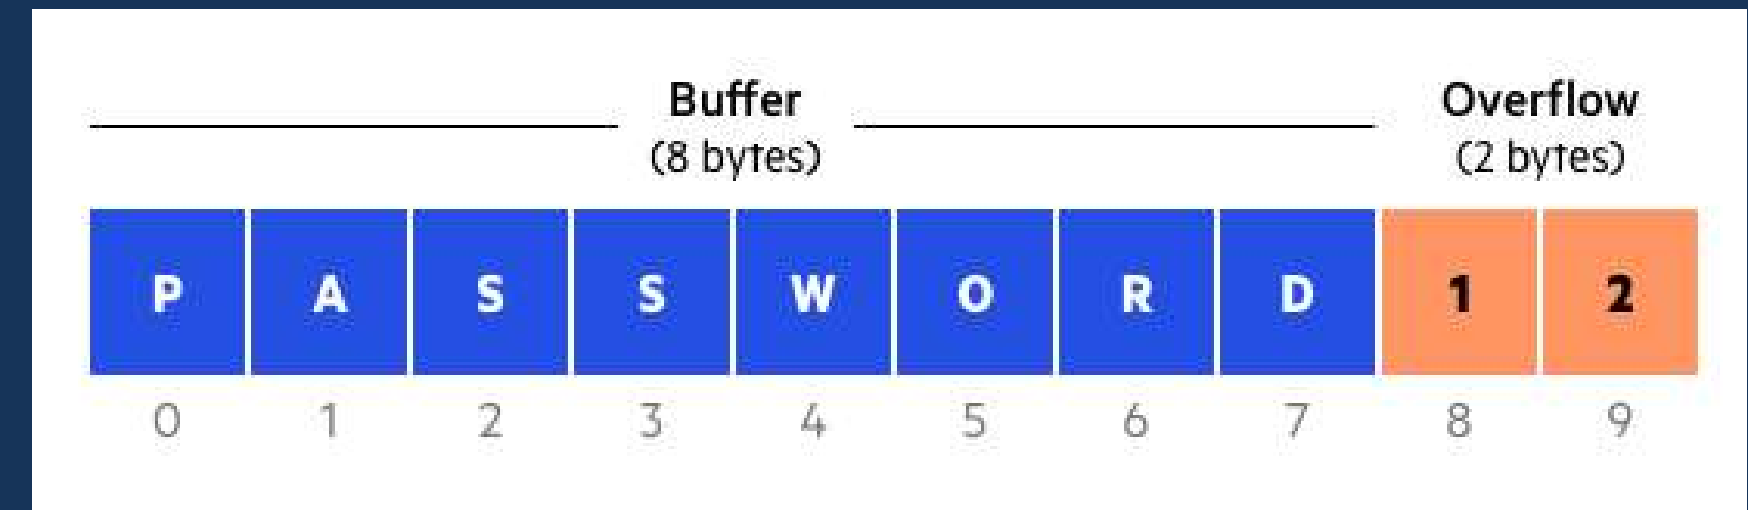 Buffer
(8 bytes)
Overflow
(2 bytes)
P A S S W O R D 1 2
0 1 2 3 4 5 6 7 8 9